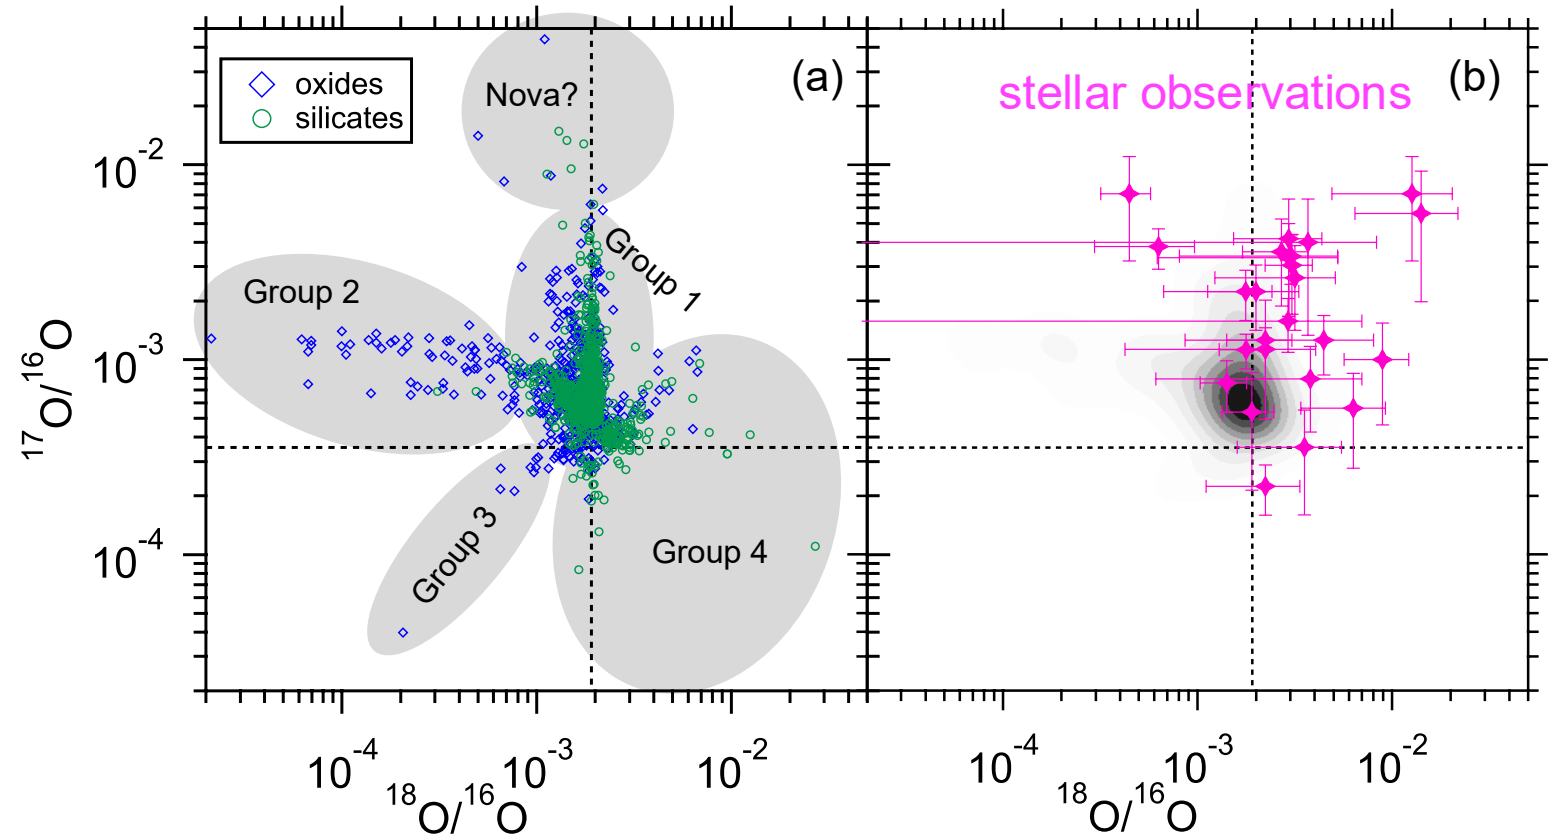 (a)
oxides
silicates
Nova?
Group 1
Group 2
Group 3
Group 4
10^-2
10^-3
10^-4
17O/16O
10^-4 10^-3 10^-2
18O/16O
(b)
stellar observations
10^-4 10^-3 10^-2
18O/16O